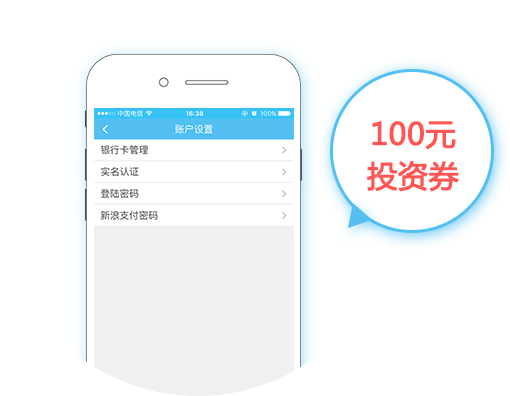 中国电信 16:38 100%
账户设置
银行卡管理
实名认证
登陆密码
新浪支付密码
100元
投资券